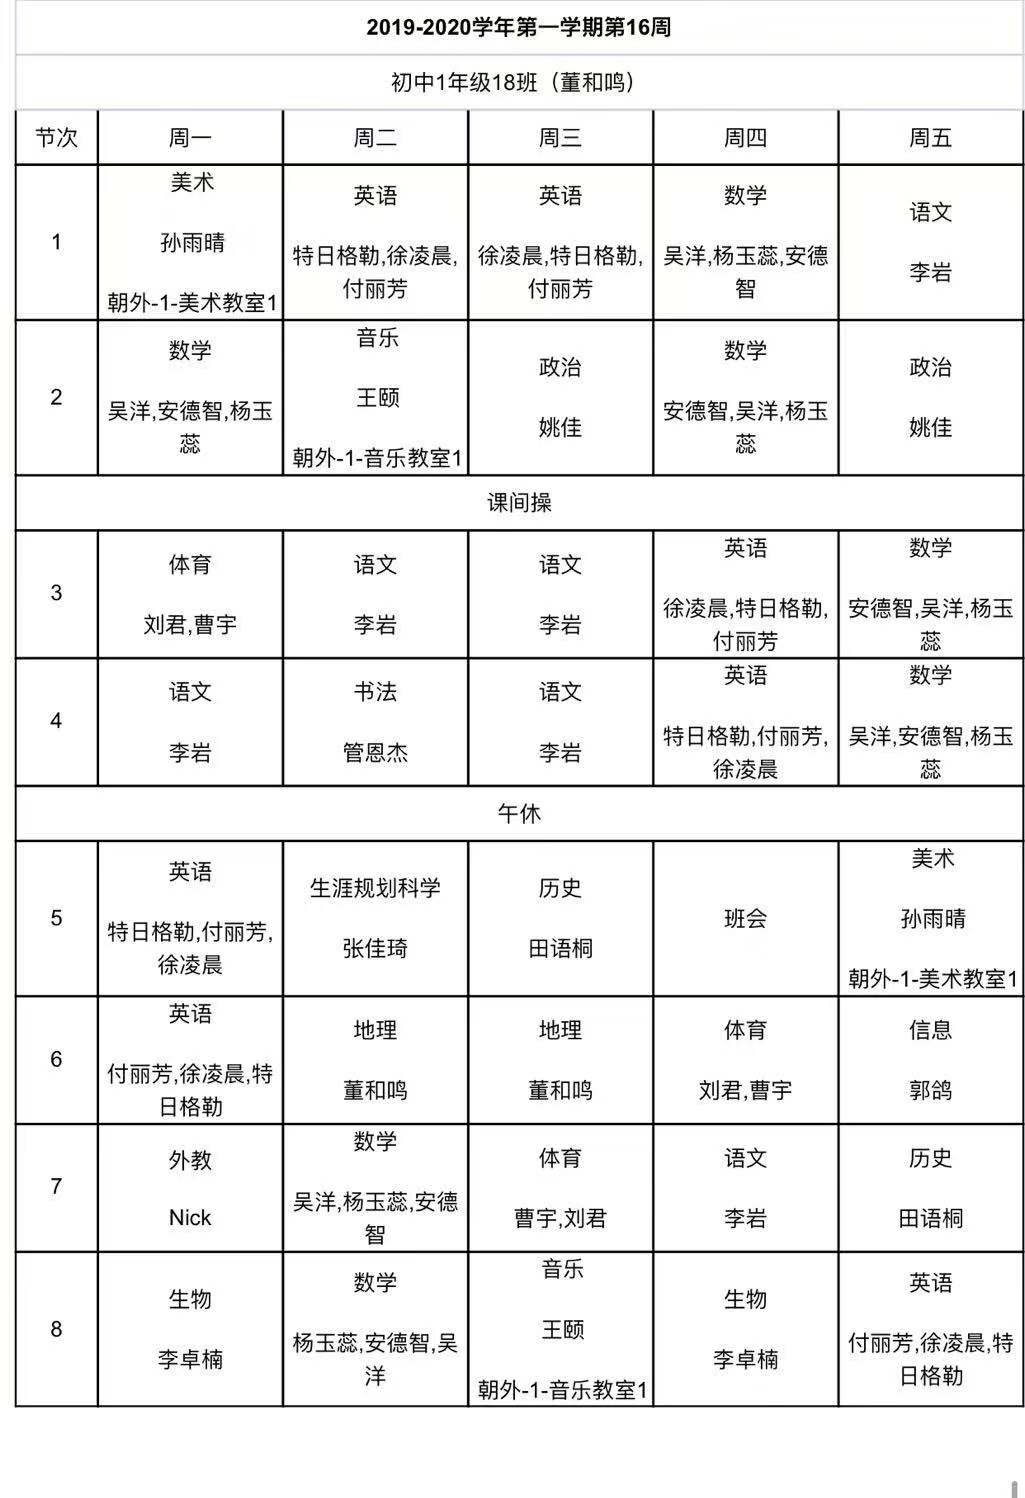 2019-2020学年第一学期第16周
初中1年级18班（董和鸣）
节次 周一 周二 周三 周四 周五
1
美术
孙雨晴
朝外-1-美术教室1
英语
特日格勒,徐凌晨,
付丽芳
英语
徐凌晨,特日格勒,
付丽芳
数学
吴洋,杨玉蕊,安德
智
语文
李岩
2
数学
吴洋,安德智,杨玉
蕊
音乐
王颐
朝外-1-音乐教室1
政治
姚佳
数学
安德智,吴洋,杨玉
蕊
政治
姚佳
课间操
3
体育
刘君,曹宇
语文
李岩
语文
李岩
英语
徐凌晨,特日格勒,
付丽芳
数学
安德智,吴洋,杨玉
蕊
4
语文
李岩
书法
管恩杰
语文
李岩
英语
特日格勒,付丽芳,
徐凌晨
数学
吴洋,安德智,杨玉
蕊
午休
5
英语
特日格勒,付丽芳,
徐凌晨
生涯规划科学
张佳琦
历史
田语桐
班会
美术
孙雨晴
朝外-1-美术教室1
6
英语
付丽芳,徐凌晨,特
日格勒
地理
董和鸣
地理
董和鸣
体育
刘君,曹宇
信息
郭鸽
7
外教
Nick
数学
吴洋,杨玉蕊,安德
智
体育
曹宇,刘君
语文
李岩
历史
田语桐
8
生物
李卓楠
数学
杨玉蕊,安德智,吴
洋
音乐
王颐
朝外-1-音乐教室1
生物
李卓楠
英语
付丽芳,徐凌晨,特
日格勒